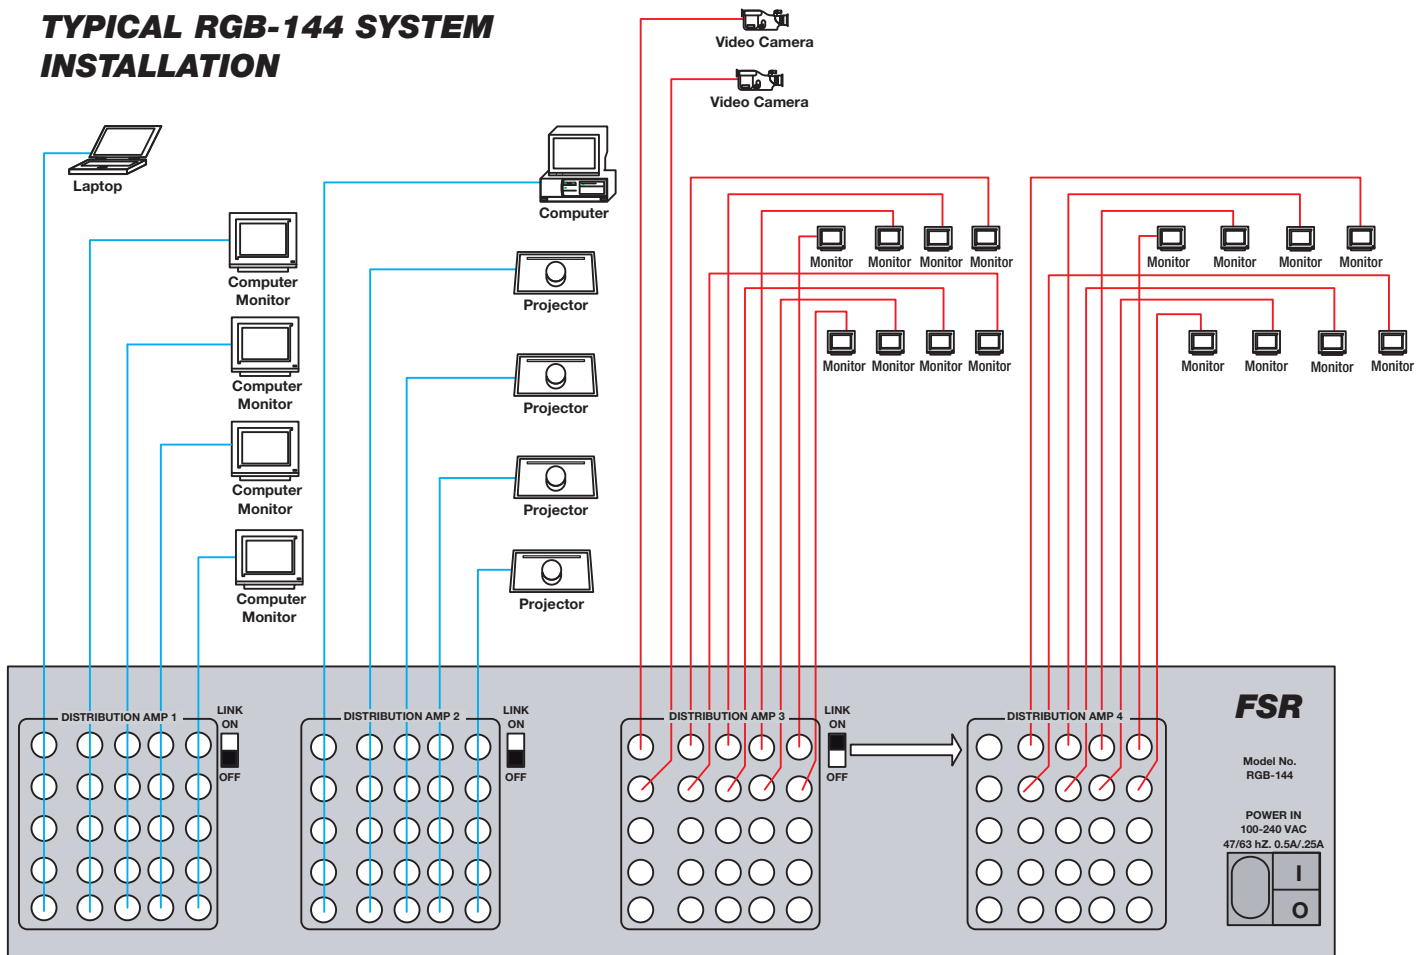 TYPICAL RGB-144 SYSTEM
INSTALLATION
Video Camera
Video Camera
Laptop
Computer
Computer
Monitor
Computer
Monitor
Computer
Monitor
Computer
Monitor
Projector
Projector
Projector
Projector
Monitor Monitor Monitor Monitor
Monitor Monitor Monitor Monitor
Monitor Monitor Monitor Monitor
Monitor Monitor Monitor Monitor
DISTRIBUTION AMP 1
LINK
ON
OFF
DISTRIBUTION AMP 2
LINK
ON
OFF
DISTRIBUTION AMP 3
LINK
ON
OFF
DISTRIBUTION AMP 4
FSR
Model No.
RGB-144
POWER IN
100-240 VAC
47/63 hZ. 0.5A/.25A
I
O